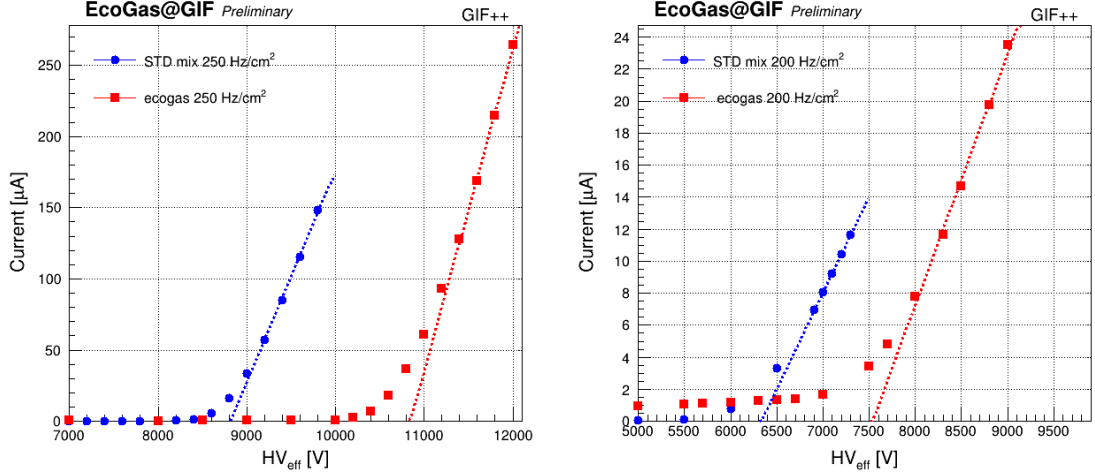 EcoGas@GIF Preliminary
GIF++
STD mix 250 Hz/cm²
ecogas 250 Hz/cm²
Current [µA]
250
200
150
100
50
0
7000 8000 9000 10000 11000 12000
HV_eff [V]
EcoGas@GIF Preliminary
GIF++
STD mix 200 Hz/cm²
ecogas 200 Hz/cm²
Current [µA]
24
22
20
18
16
14
12
10
8
6
4
2
0
5000 5500 6000 6500 7000 7500 8000 8500 9000 9500
HV_eff [V]